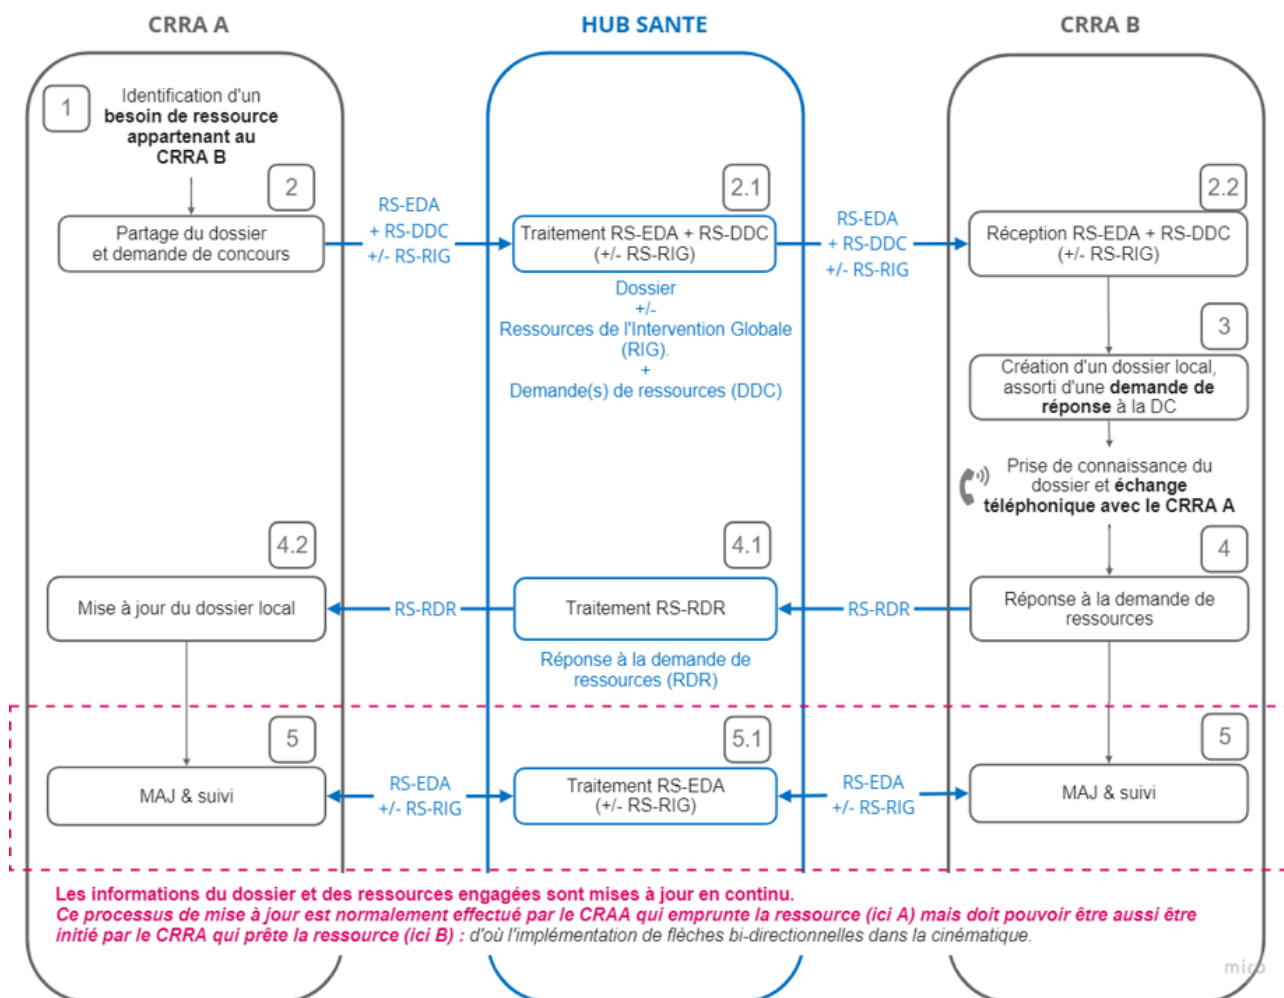 CRRA A
HUB SANTE
CRRA B
1
Identification d'un
besoin de ressource
appartenant au
CRRA B
2
Partage du dossier
et demande de concours
RS-EDA
+ RS-DDC
+/- RS-RIG
2.1
Traitement RS-EDA + RS-DDC
(+/- RS-RIG)
Dossier
+/-
Ressources de l'Intervention Globale
(RIG).
+
Demande(s) de ressources (DDC)
RS-EDA
+ RS-DDC
+/- RS-RIG
2.2
Réception RS-EDA + RS-DDC
(+/- RS-RIG)
3
Création d'un dossier local,
assorti d'une demande de
réponse à la DC
Prise de connaissance du
dossier et échange
téléphonique avec le CRRA A
4
Réponse à la demande de
ressources
RS-RDR
4.1
Traitement RS-RDR
Réponse à la demande de
ressources (RDR)
RS-RDR
4.2
Mise à jour du dossier local
5
MAJ & suivi
RS-EDA
+/- RS-RIG
5.1
Traitement RS-EDA
(+/- RS-RIG)
RS-EDA
+/- RS-RIG
5
MAJ & suivi
Les informations du dossier et des ressources engagées sont mises à jour en continu.
Ce processus de mise à jour est normalement effectué par le CRAA qui emprunte la ressource (ici A) mais doit pouvoir être aussi être
initié par le CRRA qui prête la ressource (ici B) : d'où l'implémentation de flèches bi-directionnelles dans la cinématique.
miro